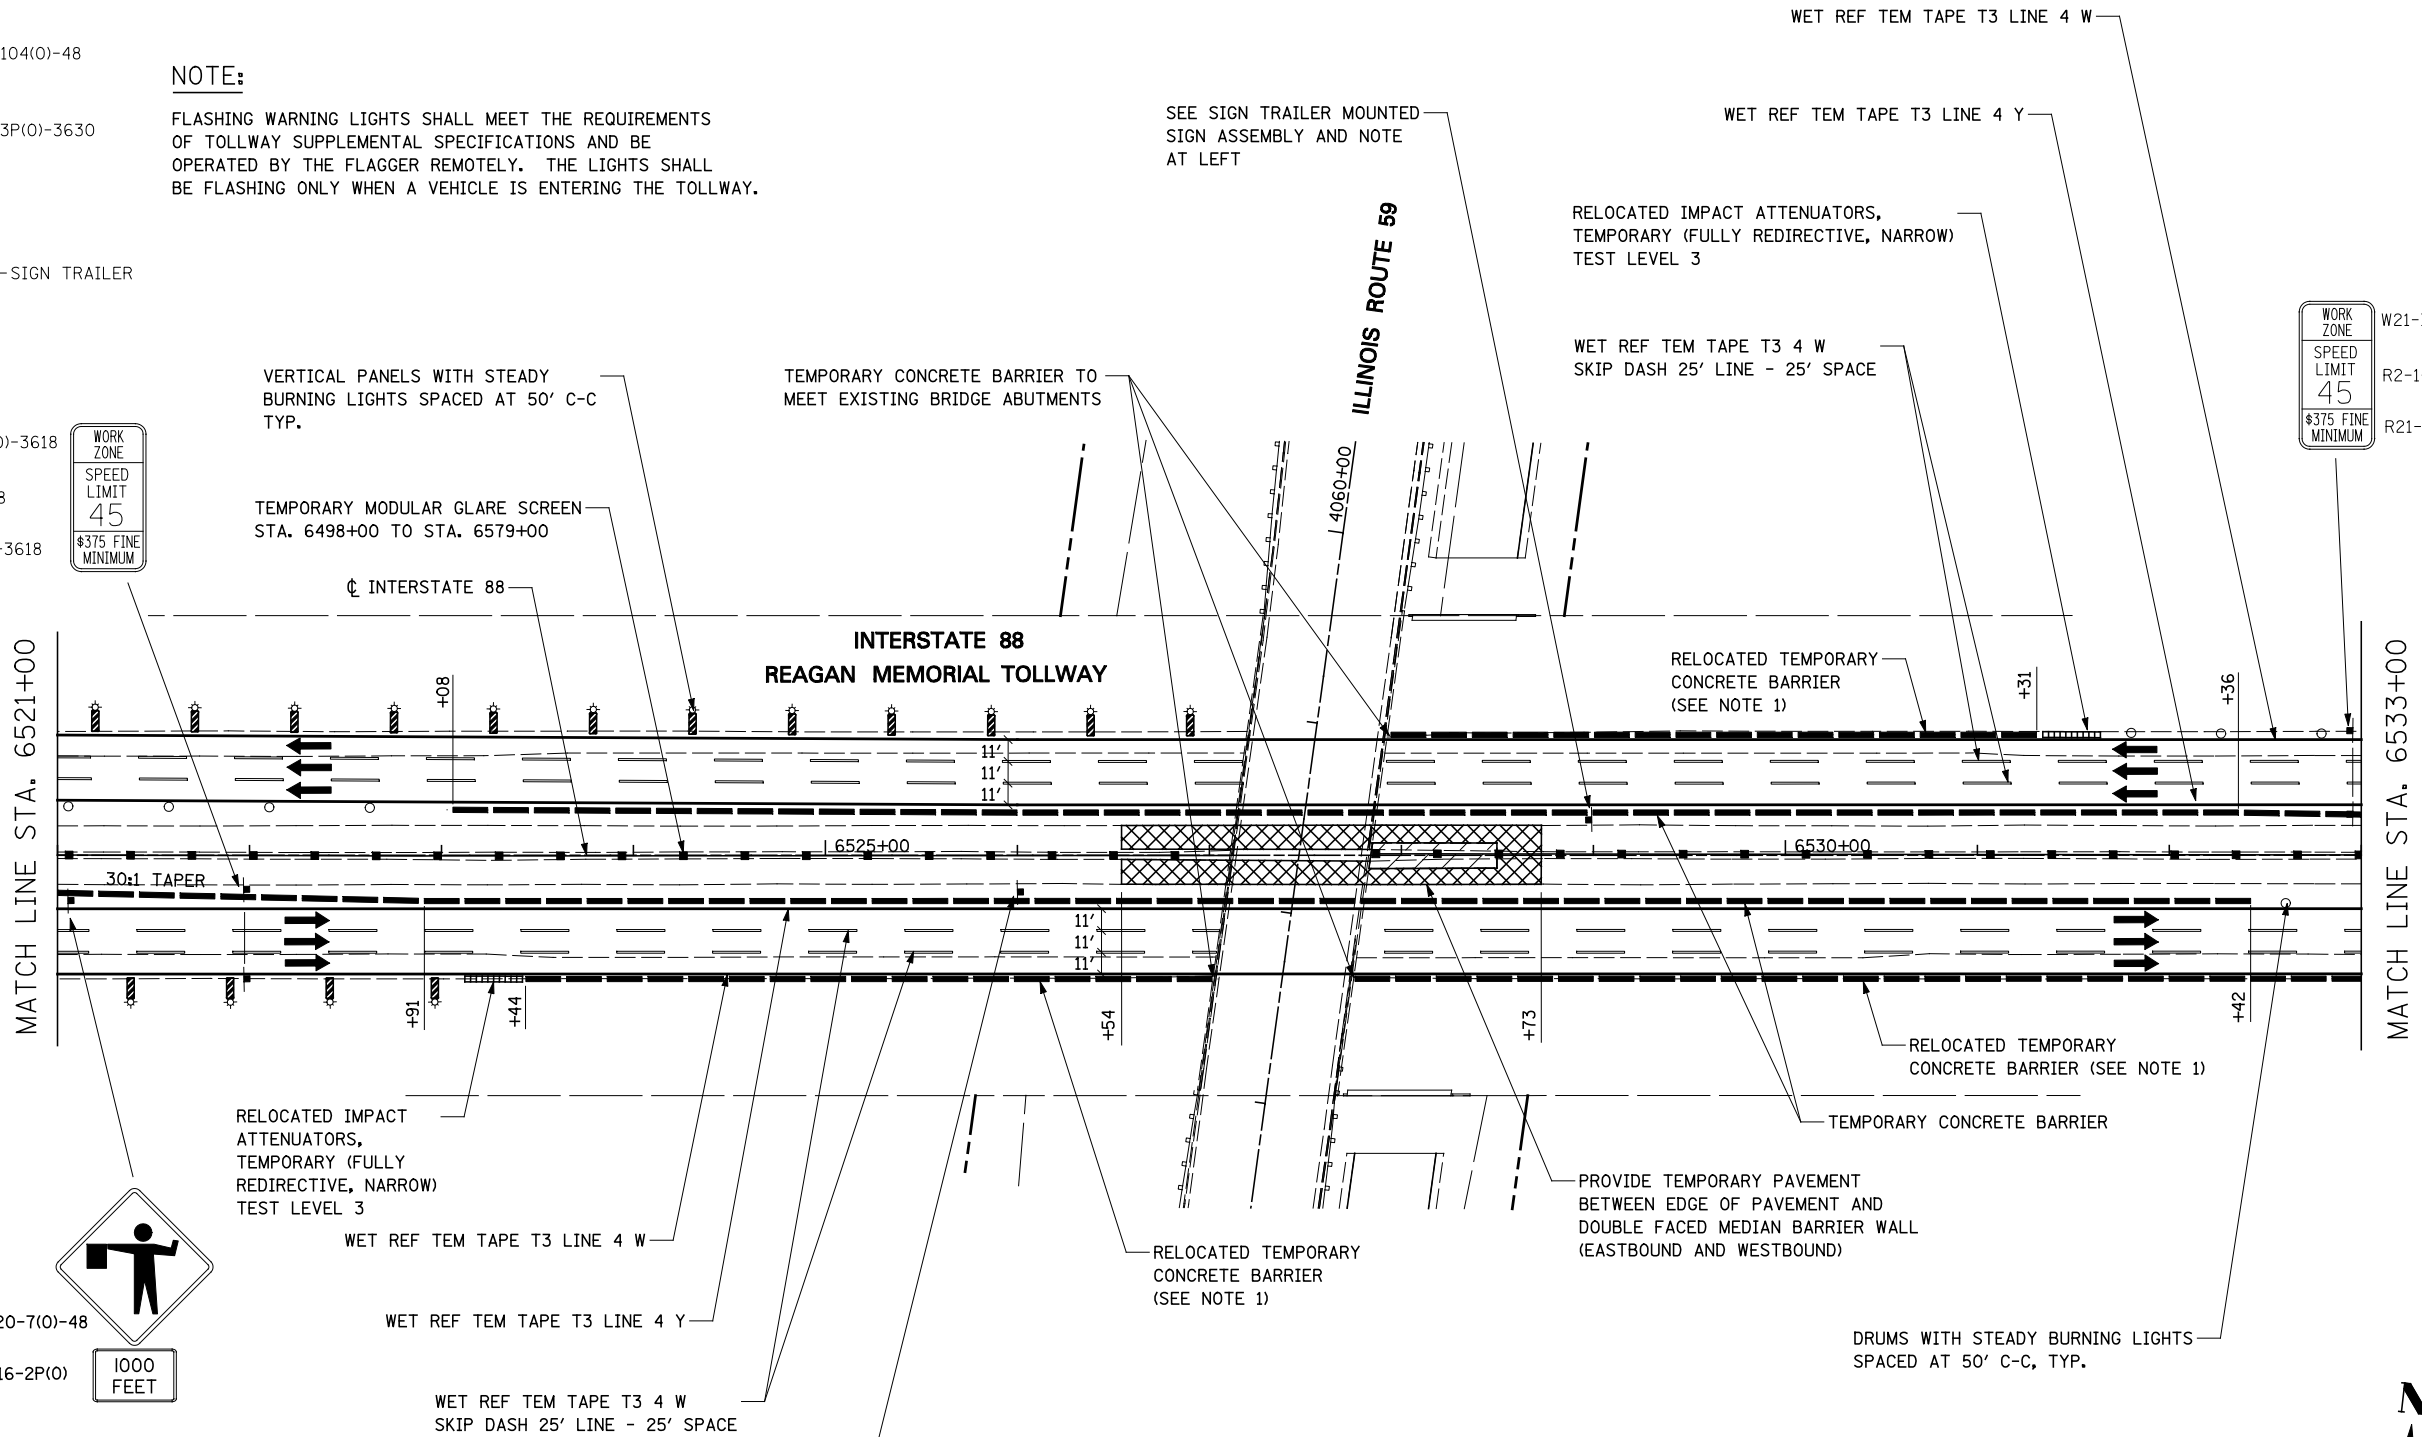 WET REF TEM TAPE T3 LINE 4 W
104(O)-48
NOTE:
3P(O)-3630
FLASHING WARNING LIGHTS SHALL MEET THE REQUIREMENTS
OF TOLLWAY SUPPLEMENTAL SPECIFICATIONS AND BE
OPERATED BY THE FLAGGER REMOTELY. THE LIGHTS SHALL
BE FLASHING ONLY WHEN A VEHICLE IS ENTERING THE TOLLWAY.
SEE SIGN TRAILER MOUNTED
SIGN ASSEMBLY AND NOTE
AT LEFT
WET REF TEM TAPE T3 LINE 4 Y
RELOCATED IMPACT ATTENUATORS,
TEMPORARY (FULLY REDIRECTIVE, NARROW)
TEST LEVEL 3
-SIGN TRAILER
ILLINOIS ROUTE 59
WORK
ZONE
SPEED
LIMIT
45
$375 FINE
MINIMUM
W21-
R2-1
R21-
WET REF TEM TAPE T3 4 W
SKIP DASH 25' LINE - 25' SPACE
VERTICAL PANELS WITH STEADY
BURNING LIGHTS SPACED AT 50' C-C
TYP.
TEMPORARY CONCRETE BARRIER TO
MEET EXISTING BRIDGE ABUTMENTS
)-3618
8
-3618
WORK
ZONE
SPEED
LIMIT
45
$375 FINE
MINIMUM
TEMPORARY MODULAR GLARE SCREEN
STA. 6498+00 TO STA. 6579+00
4060+00
℄ INTERSTATE 88
INTERSTATE 88
REAGAN MEMORIAL TOLLWAY
RELOCATED TEMPORARY
CONCRETE BARRIER
(SEE NOTE 1)
MATCH LINE STA. 6521+00
+08
+31
+36
MATCH LINE STA. 6533+00
11'
11'
11'
6525+00
6530+00
30:1 TAPER
11'
11'
11'
+91
+44
+54
+73
+42
RELOCATED TEMPORARY
CONCRETE BARRIER (SEE NOTE 1)
TEMPORARY CONCRETE BARRIER
RELOCATED IMPACT
ATTENUATORS,
TEMPORARY (FULLY
REDIRECTIVE, NARROW)
TEST LEVEL 3
PROVIDE TEMPORARY PAVEMENT
BETWEEN EDGE OF PAVEMENT AND
DOUBLE FACED MEDIAN BARRIER WALL
(EASTBOUND AND WESTBOUND)
WET REF TEM TAPE T3 LINE 4 W
RELOCATED TEMPORARY
CONCRETE BARRIER
(SEE NOTE 1)
WET REF TEM TAPE T3 LINE 4 Y
20-7(O)-48
16-2P(O)
1000
FEET
DRUMS WITH STEADY BURNING LIGHTS
SPACED AT 50' C-C, TYP.
WET REF TEM TAPE T3 4 W
SKIP DASH 25' LINE - 25' SPACE
N